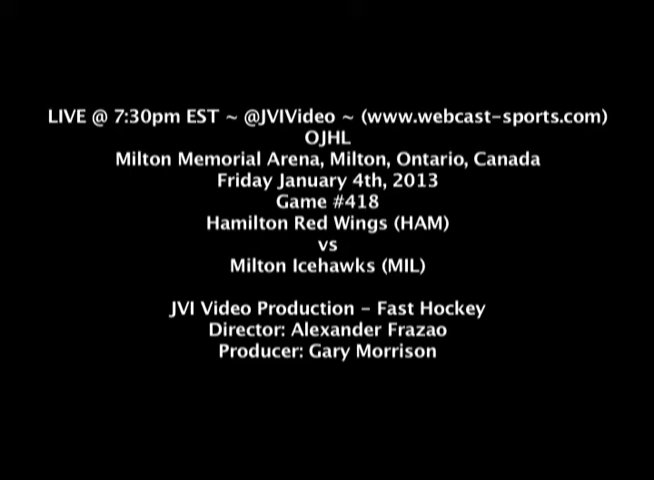 LIVE @ 7:30pm EST ~ @JVIVideo ~ (www.webcast-sports.com)
OJHL
Milton Memorial Arena, Milton, Ontario, Canada
Friday January 4th, 2013
Game #418
Hamilton Red Wings (HAM)
vs
Milton Icehawks (MIL)
JVI Video Production - Fast Hockey
Director: Alexander Frazao
Producer: Gary Morrison